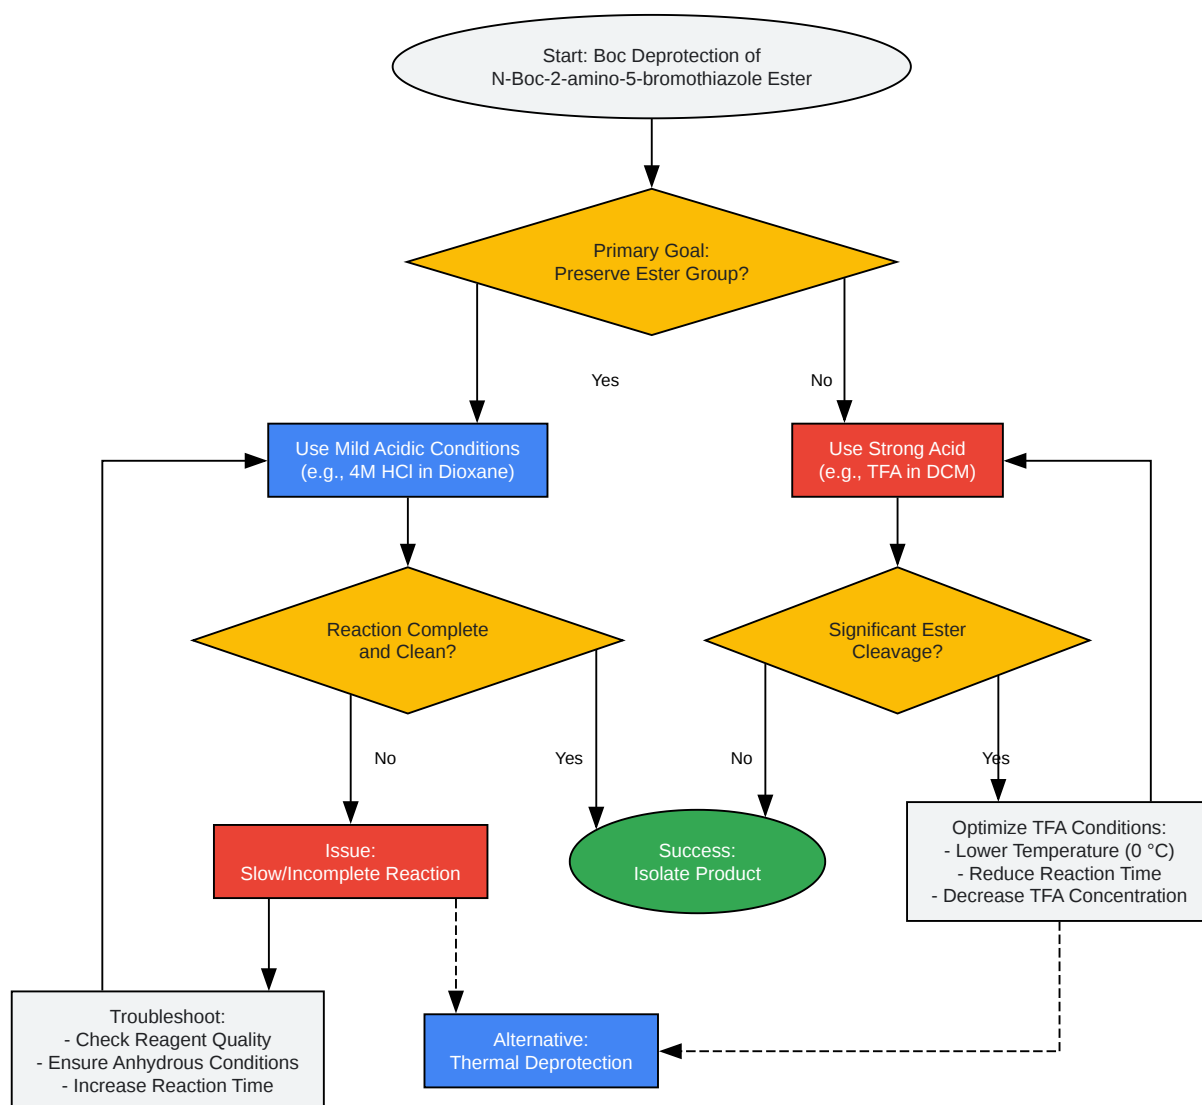 Start: Boc Deprotection of
N-Boc-2-amino-5-bromothiazole Ester
Primary Goal:
Preserve Ester Group?
Yes
No
Use Mild Acidic Conditions
(e.g., 4M HCl in Dioxane)
Use Strong Acid
(e.g., TFA in DCM)
Reaction Complete
and Clean?
Significant Ester
Cleavage?
No
Yes
No
Yes
Issue:
Slow/Incomplete Reaction
Success:
Isolate Product
Optimize TFA Conditions:
- Lower Temperature (0 °C)
- Reduce Reaction Time
- Decrease TFA Concentration
Troubleshoot:
- Check Reagent Quality
- Ensure Anhydrous Conditions
- Increase Reaction Time
Alternative:
Thermal Deprotection